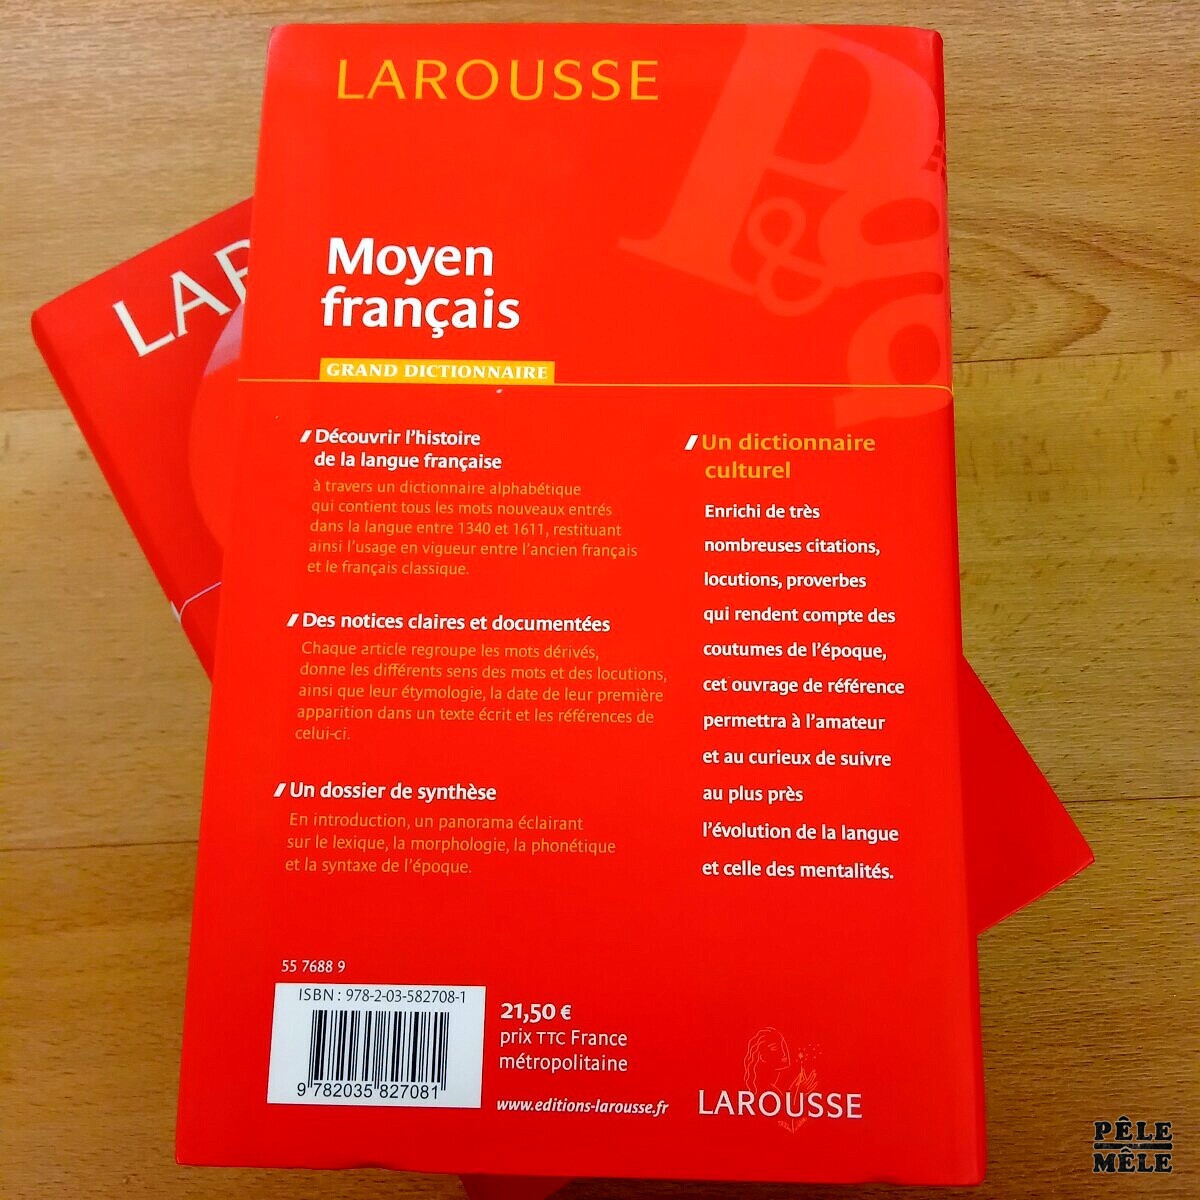 LAROUSSE
LAR
P&G
Moyen
français
GRAND DICTIONNAIRE
Découvrir l'histoire
de la langue française
à travers un dictionnaire alphabétique
qui contient tous les mots nouveaux entrés
dans la langue entre 1340 et 1611, restituant
ainsi l'usage en vigueur entre l'ancien français
et le français classique.
Des notices claires et documentées
Chaque article regroupe les mots dérivés,
donne les différents sens des mots et des locutions,
ainsi que leur étymologie, la date de leur première
apparition dans un texte écrit et les références de
celui-ci.
Un dossier de synthèse
En introduction, un panorama éclairant
sur le lexique, la morphologie, la phonétique
et la syntaxe de l'époque.
Un dictionnaire
culturel
Enrichi de très
nombreuses citations,
locutions, proverbes
qui rendent compte des
coutumes de l'époque,
cet ouvrage de référence
permettra à l'amateur
et au curieux de suivre
au plus près
l'évolution de la langue
et celle des mentalités.
55 7688 9
ISBN : 978-2-03-582708-1
9 782035 827081
21,50 €
prix TTC France
métropolitaine
www.editions-larousse.fr
LAROUSSE
PÊLE
MÊLE